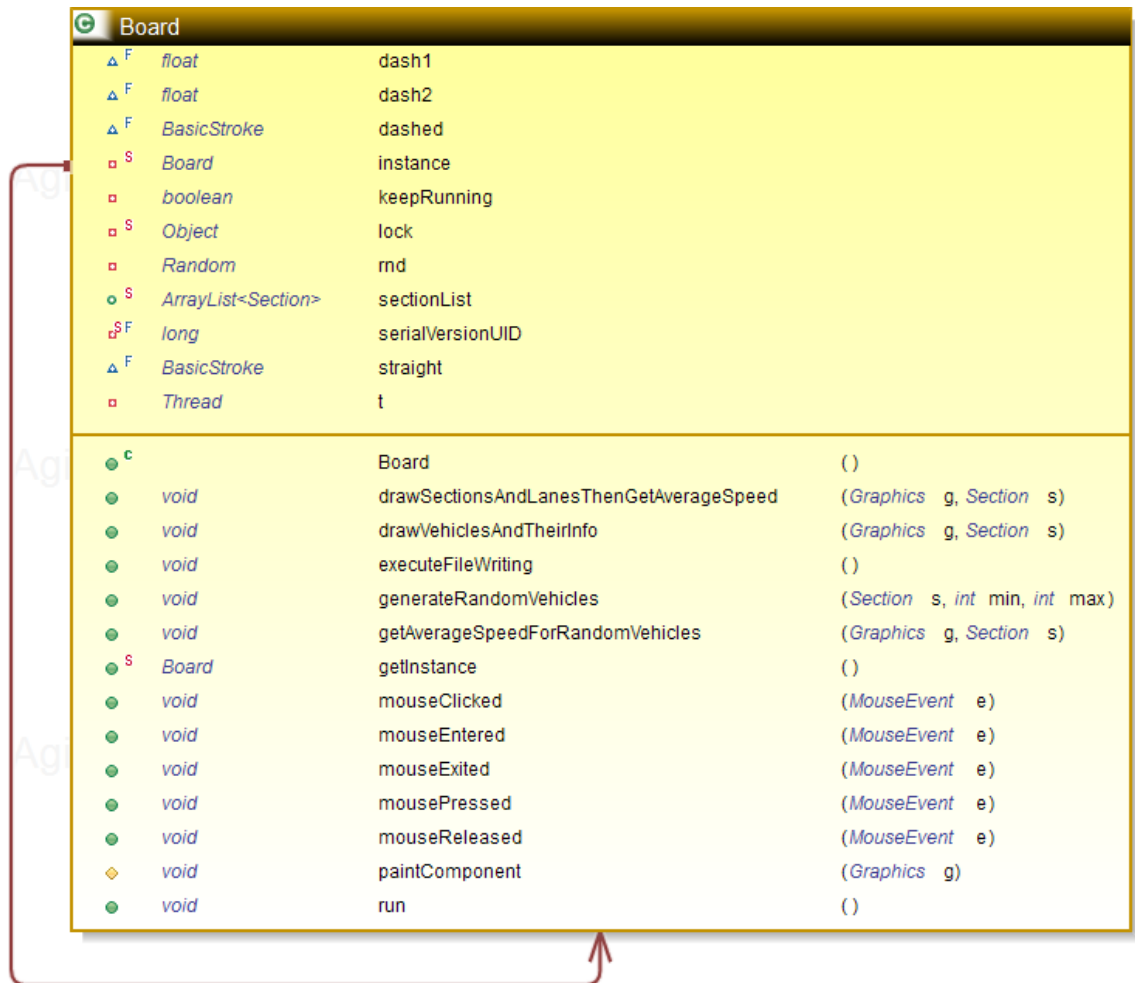 C Board
F float dash1
F float dash2
F BasicStroke dashed
S Board instance
boolean keepRunning
S Object lock
Random rnd
S ArrayList<Section> sectionList
S F long serialVersionUID
F BasicStroke straight
Thread t
C Board ( )
void drawSectionsAndLanesThenGetAverageSpeed (Graphics g, Section s)
void drawVehiclesAndTheirInfo (Graphics g, Section s)
void executeFileWriting ( )
void generateRandomVehicles (Section s, int min, int max)
void getAverageSpeedForRandomVehicles (Graphics g, Section s)
S Board getInstance ( )
void mouseClicked (MouseEvent e)
void mouseEntered (MouseEvent e)
void mouseExited (MouseEvent e)
void mousePressed (MouseEvent e)
void mouseReleased (MouseEvent e)
void paintComponent (Graphics g)
void run ( )
Agi
Agi
Agi